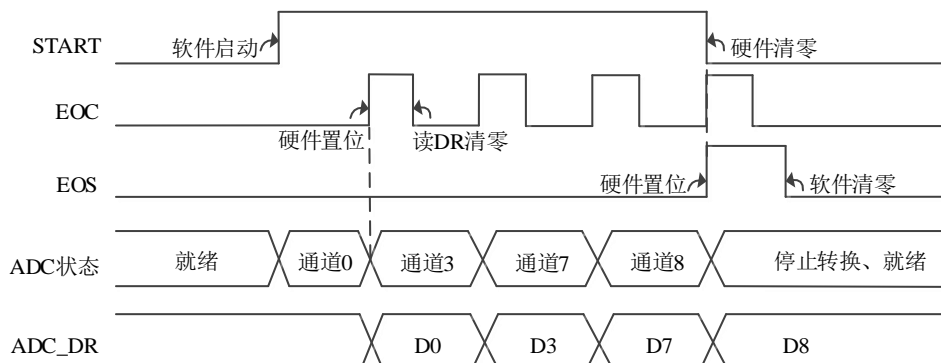 START
软件启动
硬件清零
EOC
硬件置位
读DR清零
EOS
硬件置位
软件清零
ADC状态
就绪
通道0
通道3
通道7
通道8
停止转换、就绪
ADC_DR
D0
D3
D7
D8